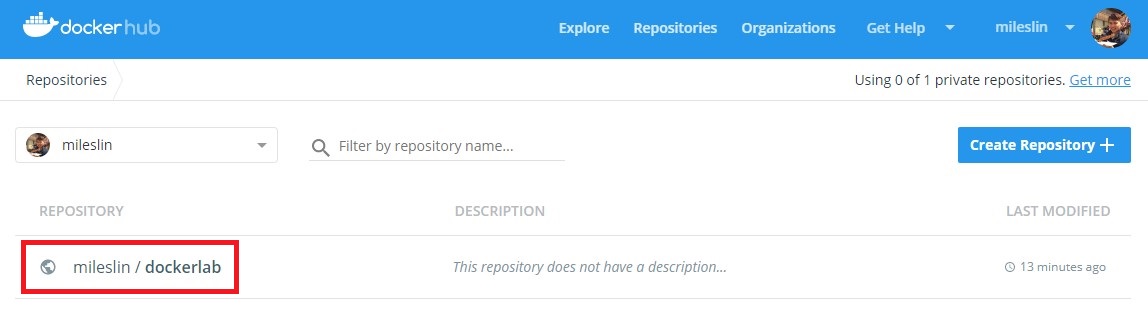 dockerhub Explore Repositories Organizations Get Help mileslin
Repositories Using 0 of 1 private repositories. Get more
mileslin Filter by repository name... Create Repository +
REPOSITORY DESCRIPTION LAST MODIFIED
mileslin / dockerlab This repository does not have a description... 13 minutes ago